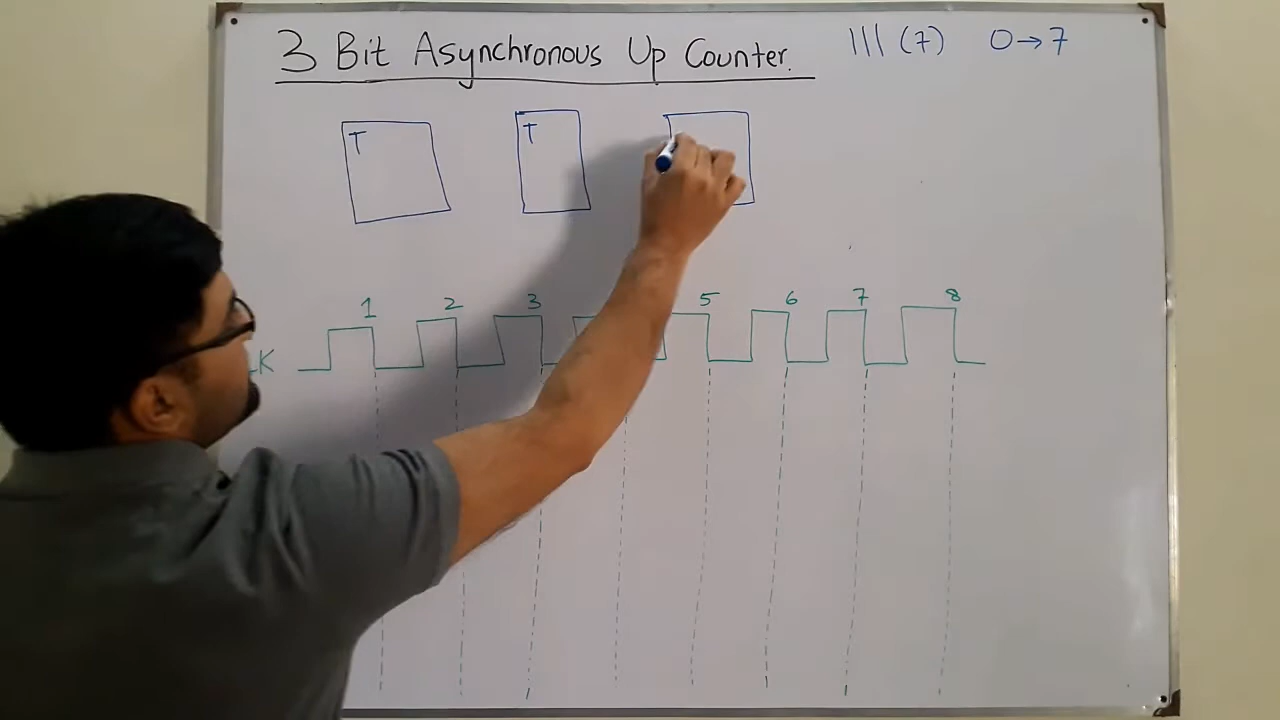 3 Bit Asynchronous Up Counter. 111 (7) 0→7
T T
1 2 3 5 6 7 8
K